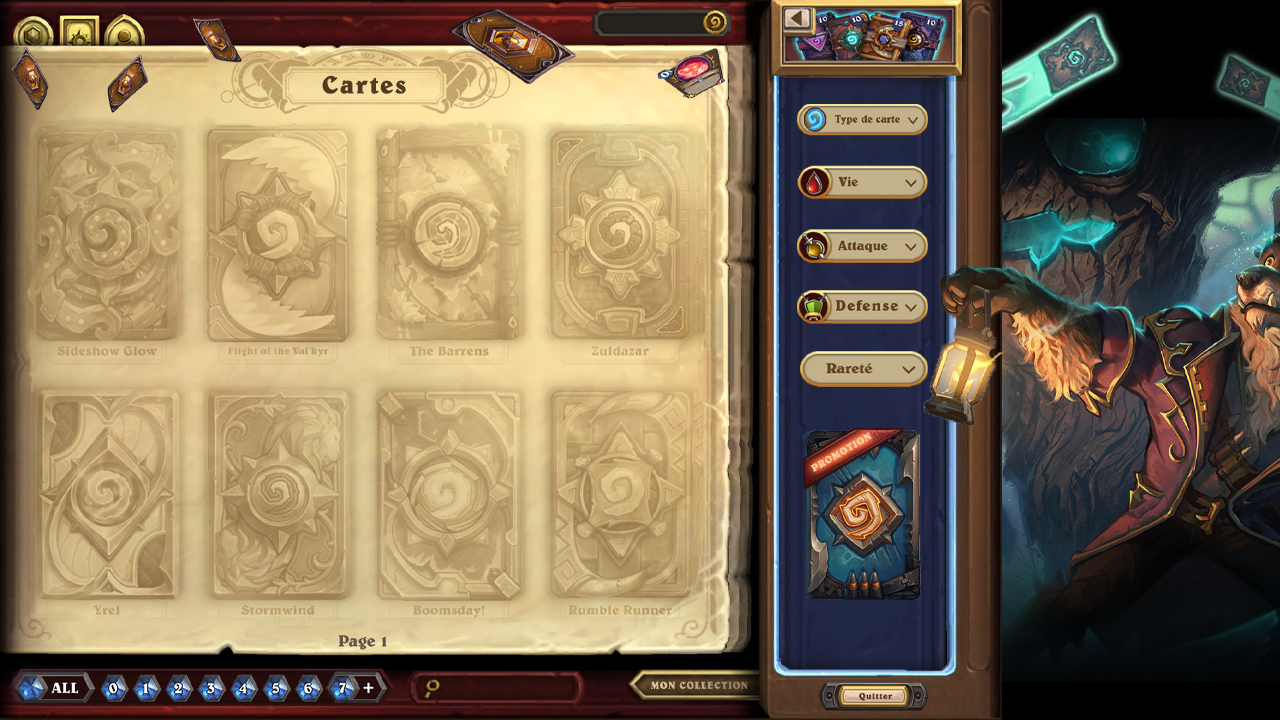 10 10 15 10
Cartes
Type de carte
Vie
Attaque
Defense
Rareté
Sideshow Glow
Flight of the Val'kyr
The Barrens
Zuldazar
PROMOTION
Yrel
Stormwind
Boomsday!
Rumble Runner
Page 1
ALL 0 1 2 3 4 5 6 7 +
MON COLLECTION
Quitter